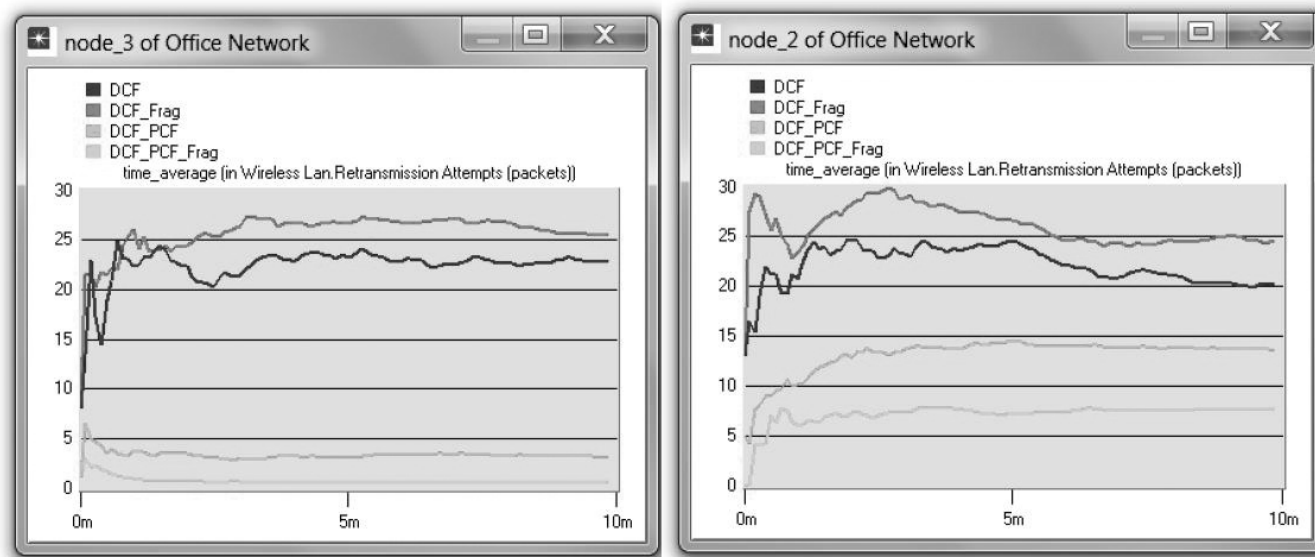 node_3 of Office Network
DCF
DCF_Frag
DCF_PCF
DCF_PCF_Frag
time_average (in Wireless Lan.Retransmission Attempts (packets))
30
25
20
15
10
5
0
0m 5m 10m
node_2 of Office Network
DCF
DCF_Frag
DCF_PCF
DCF_PCF_Frag
time_average (in Wireless Lan.Retransmission Attempts (packets))
30
25
20
15
10
5
0
0m 5m 10m